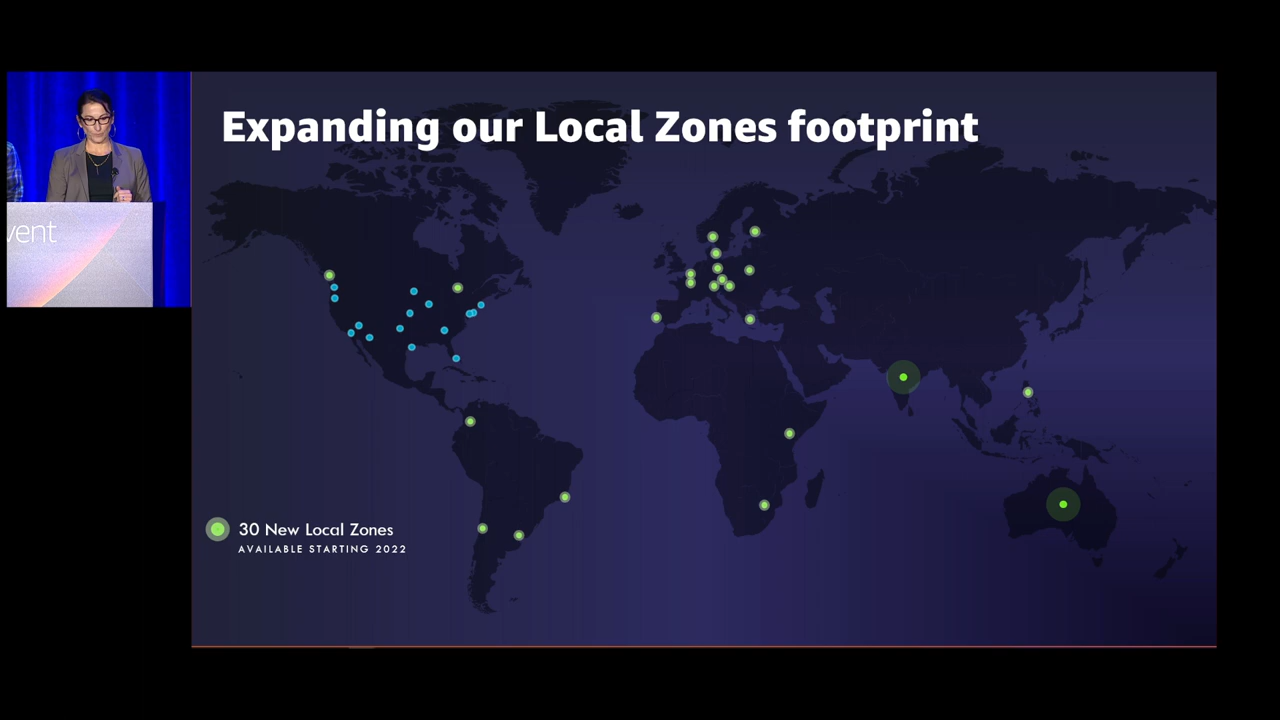 Expanding our Local Zones footprint
vent
30 New Local Zones
AVAILABLE STARTING 2022